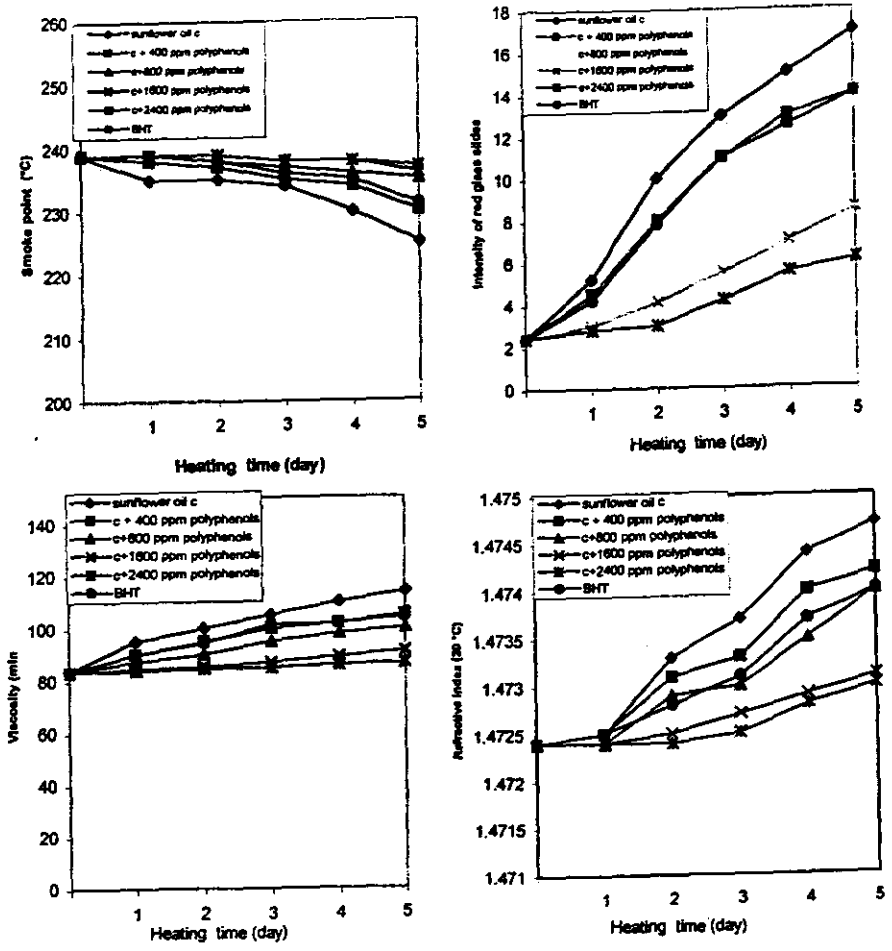 260
250
240
230
220
210
200
Smoke point (°C)
sunflower oil c
c + 400 ppm polyphenols
c+800 ppm polyphenols
c+1600 ppm polyphenols
c+2400 ppm polyphenols
BHT
1 2 3 4 5
Heating time (day)
18
16
14
12
10
8
6
4
2
0
Intensity of red glass slides
sunflower oil c
c + 400 ppm polyphenols
c+800 ppm polyphenols
c+1600 ppm polyphenols
c+2400 ppm polyphenols
BHT
1 2 3 4 5
Heating time (day)
140
120
100
80
60
40
20
0
Viscosity (min
sunflower oil c
c + 400 ppm polyphenols
c+800 ppm polyphenols
c+1600 ppm polyphenols
c+2400 ppm polyphenols
BHT
1 2 3 4 5
Heating time (day)
1.475
1.4745
1.474
1.4735
1.473
1.4725
1.472
1.4715
1.471
Refractive index (20 °C)
sunflower oil c
c + 400 ppm polyphenols
c+800 ppm polyphenols
c+1600 ppm polyphenols
c+2400 ppm polyphenols
BHT
1 2 3 4 5
Heating time (day)